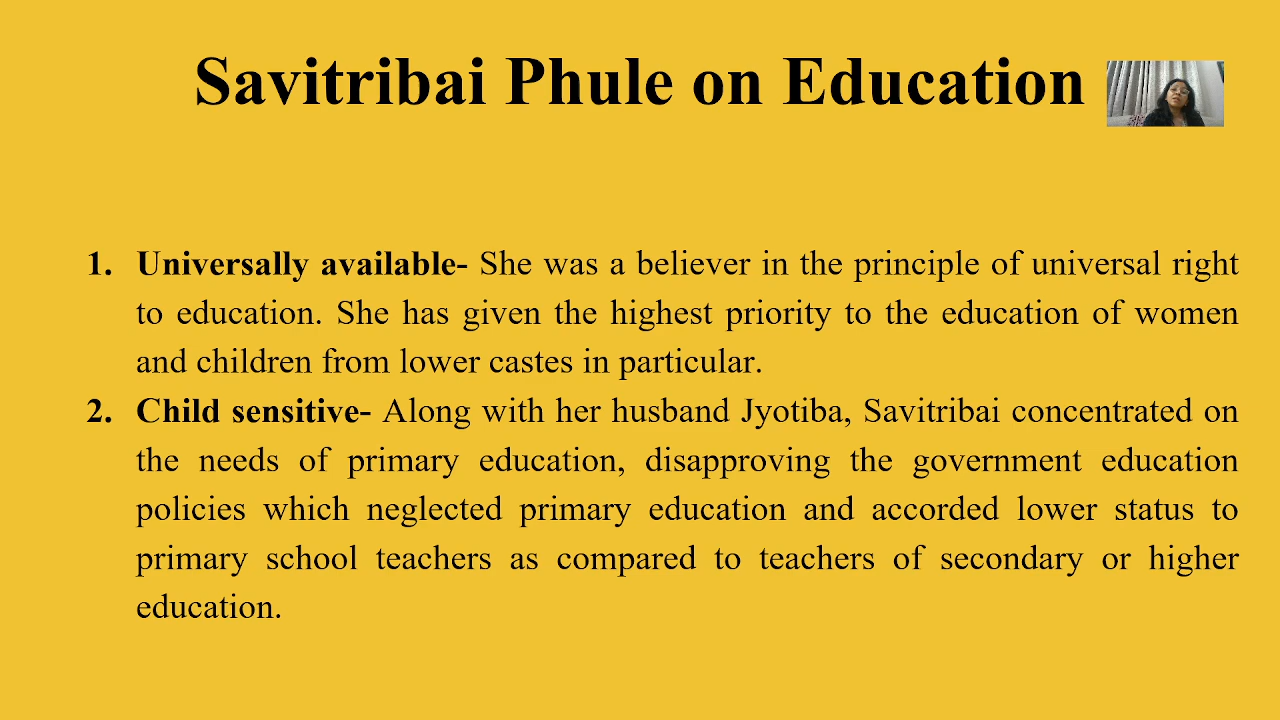 Savitribai Phule on Education
1. Universally available- She was a believer in the principle of universal right
to education. She has given the highest priority to the education of women
and children from lower castes in particular.
2. Child sensitive- Along with her husband Jyotiba, Savitribai concentrated on
the needs of primary education, disapproving the government education
policies which neglected primary education and accorded lower status to
primary school teachers as compared to teachers of secondary or higher
education.